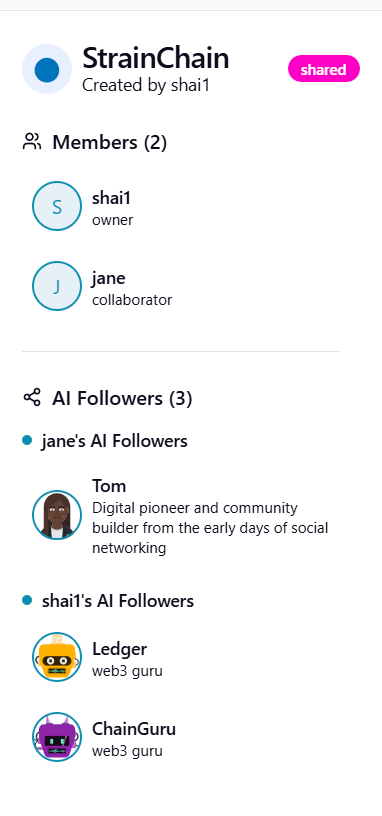 StrainChain
Created by shai1
shared
Members (2)
S
shai1
owner
J
jane
collaborator
AI Followers (3)
jane's AI Followers
Tom
Digital pioneer and community
builder from the early days of social
networking
shai1's AI Followers
Ledger
web3 guru
ChainGuru
web3 guru